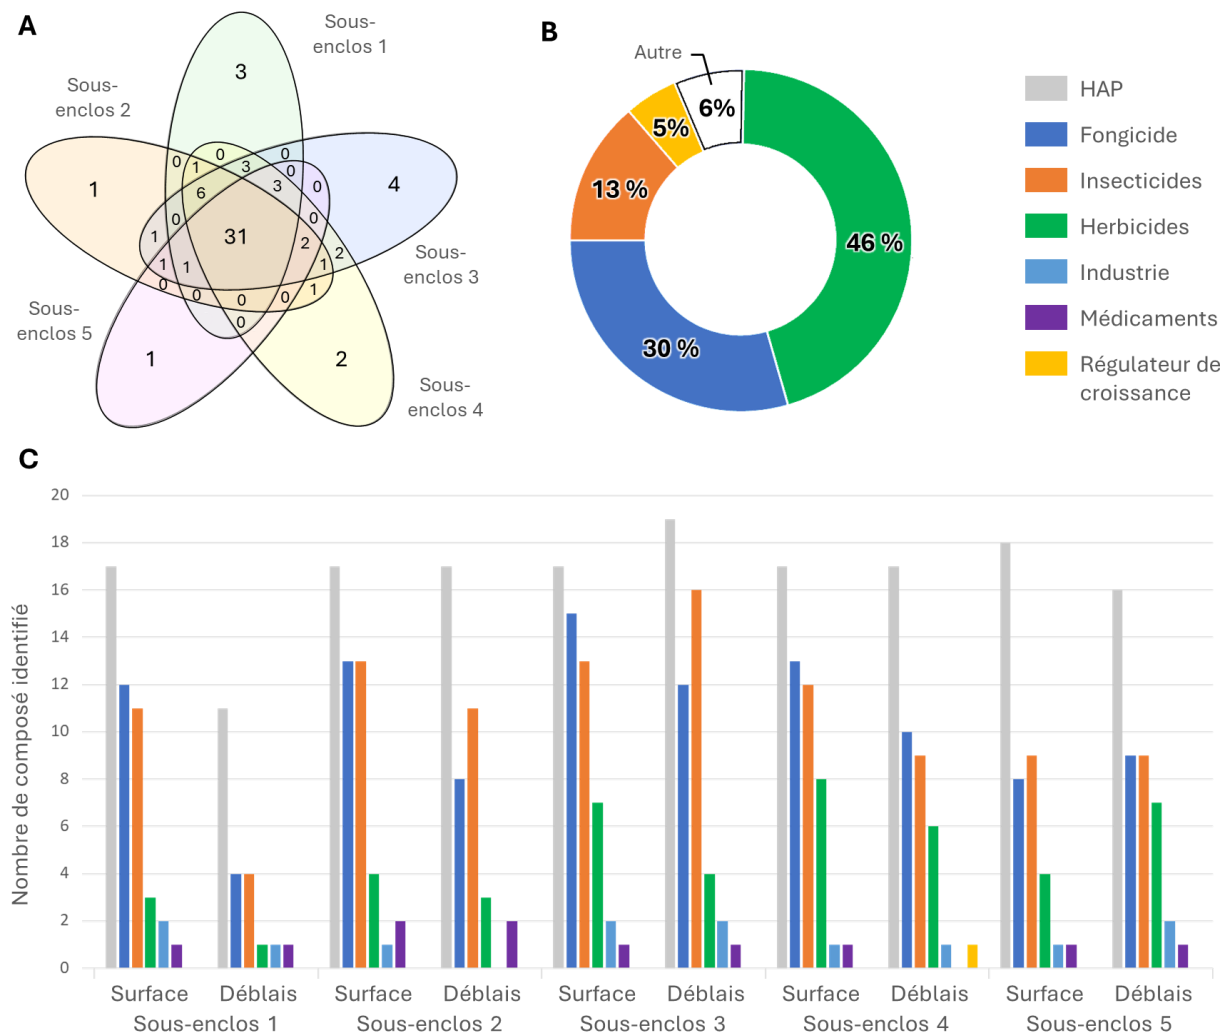 A
Sous-
enclos 1
Sous-
enclos 2
3
1
4
0
1
0
3
0
0
0
6
3
0
0
31
1
2
2
1
1
1
0
0
0
0
1
0
Sous-
enclos 3
Sous-
enclos 5
1
2
Sous-
enclos 4
B
Autre
6%
5%
13 %
46 %
30 %
HAP
Fongicide
Insecticides
Herbicides
Industrie
Médicaments
Régulateur de
croissance
C
Nombre de composé identifié
20
18
16
14
12
10
8
6
4
2
0
Surface Déblais Surface Déblais Surface Déblais Surface Déblais Surface Déblais
Sous-enclos 1 Sous-enclos 2 Sous-enclos 3 Sous-enclos 4 Sous-enclos 5